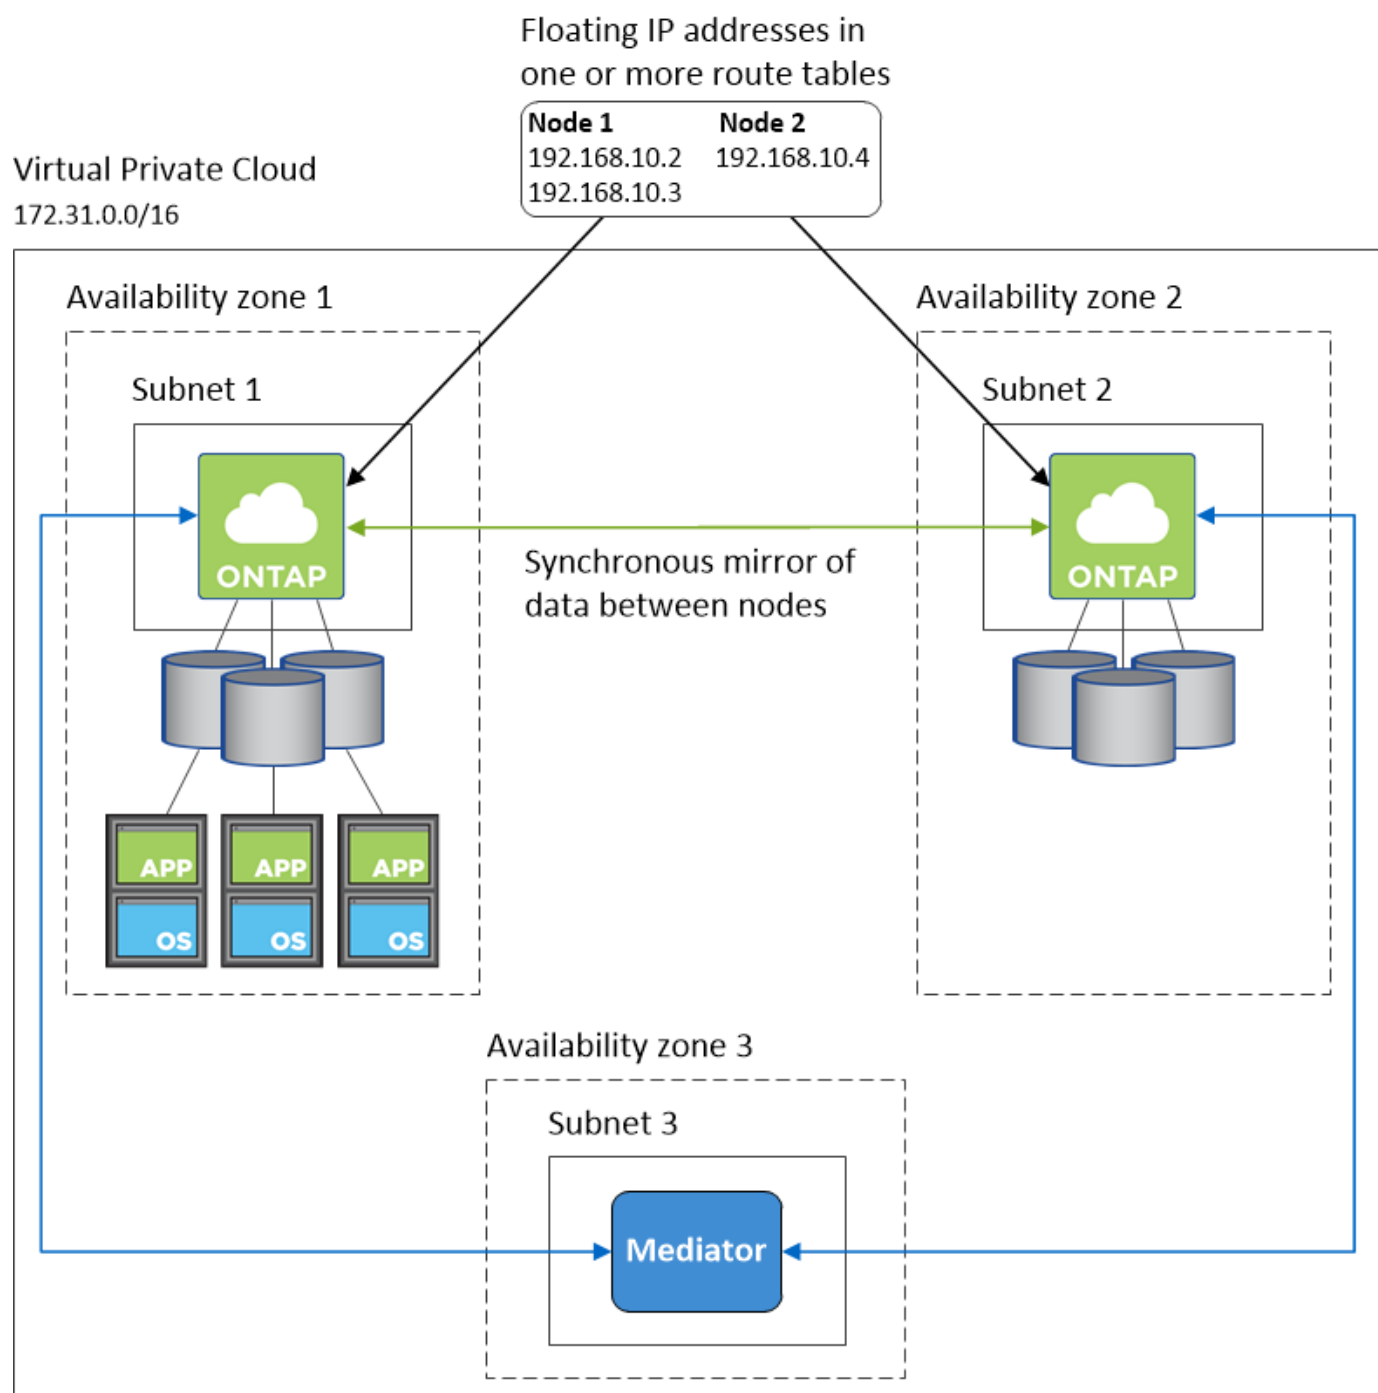 Floating IP addresses in
one or more route tables
Node 1 Node 2
192.168.10.2 192.168.10.4
192.168.10.3
Virtual Private Cloud
172.31.0.0/16
Availability zone 1
Availability zone 2
Subnet 1
Subnet 2
ONTAP
ONTAP
Synchronous mirror of
data between nodes
APP APP APP
OS OS OS
Availability zone 3
Subnet 3
Mediator